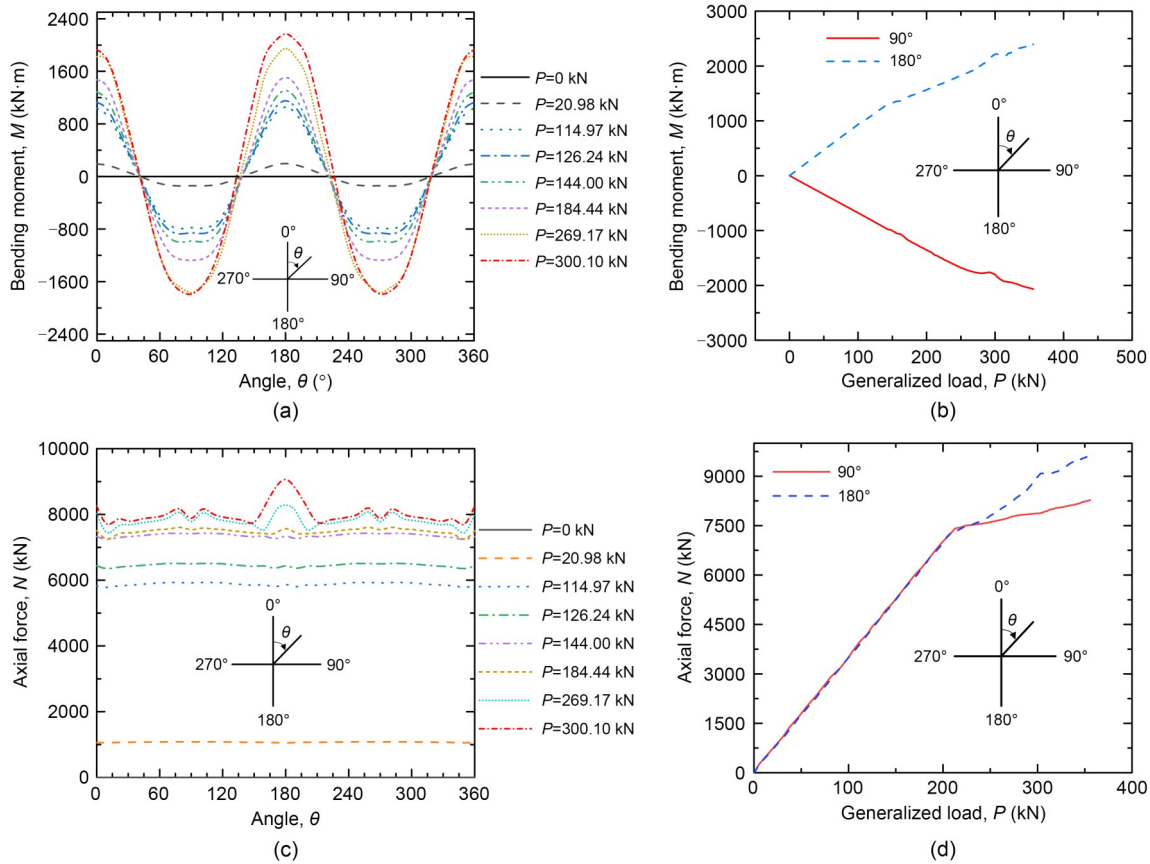 2400
1600
800
0
−800
−1600
−2400
Bending moment, M (kN·m)
0 60 120 180 240 300 360
Angle, θ (°)
0°
θ
270° 90°
180°
P=0 kN
P=20.98 kN
P=114.97 kN
P=126.24 kN
P=144.00 kN
P=184.44 kN
P=269.17 kN
P=300.10 kN
(a)
3000
2000
1000
0
−1000
−2000
−3000
Bending moment, M (kN·m)
90°
180°
0°
θ
270° 90°
180°
0 100 200 300 400 500
Generalized load, P (kN)
(b)
10000
8000
6000
4000
2000
0
Axial force, N (kN)
0°
θ
270° 90°
180°
0 60 120 180 240 300 360
Angle, θ
P=0 kN
P=20.98 kN
P=114.97 kN
P=126.24 kN
P=144.00 kN
P=184.44 kN
P=269.17 kN
P=300.10 kN
(c)
9000
7500
6000
4500
3000
1500
0
Axial force, N (kN)
90°
180°
0°
θ
270° 90°
180°
0 100 200 300 400
Generalized load, P (kN)
(d)